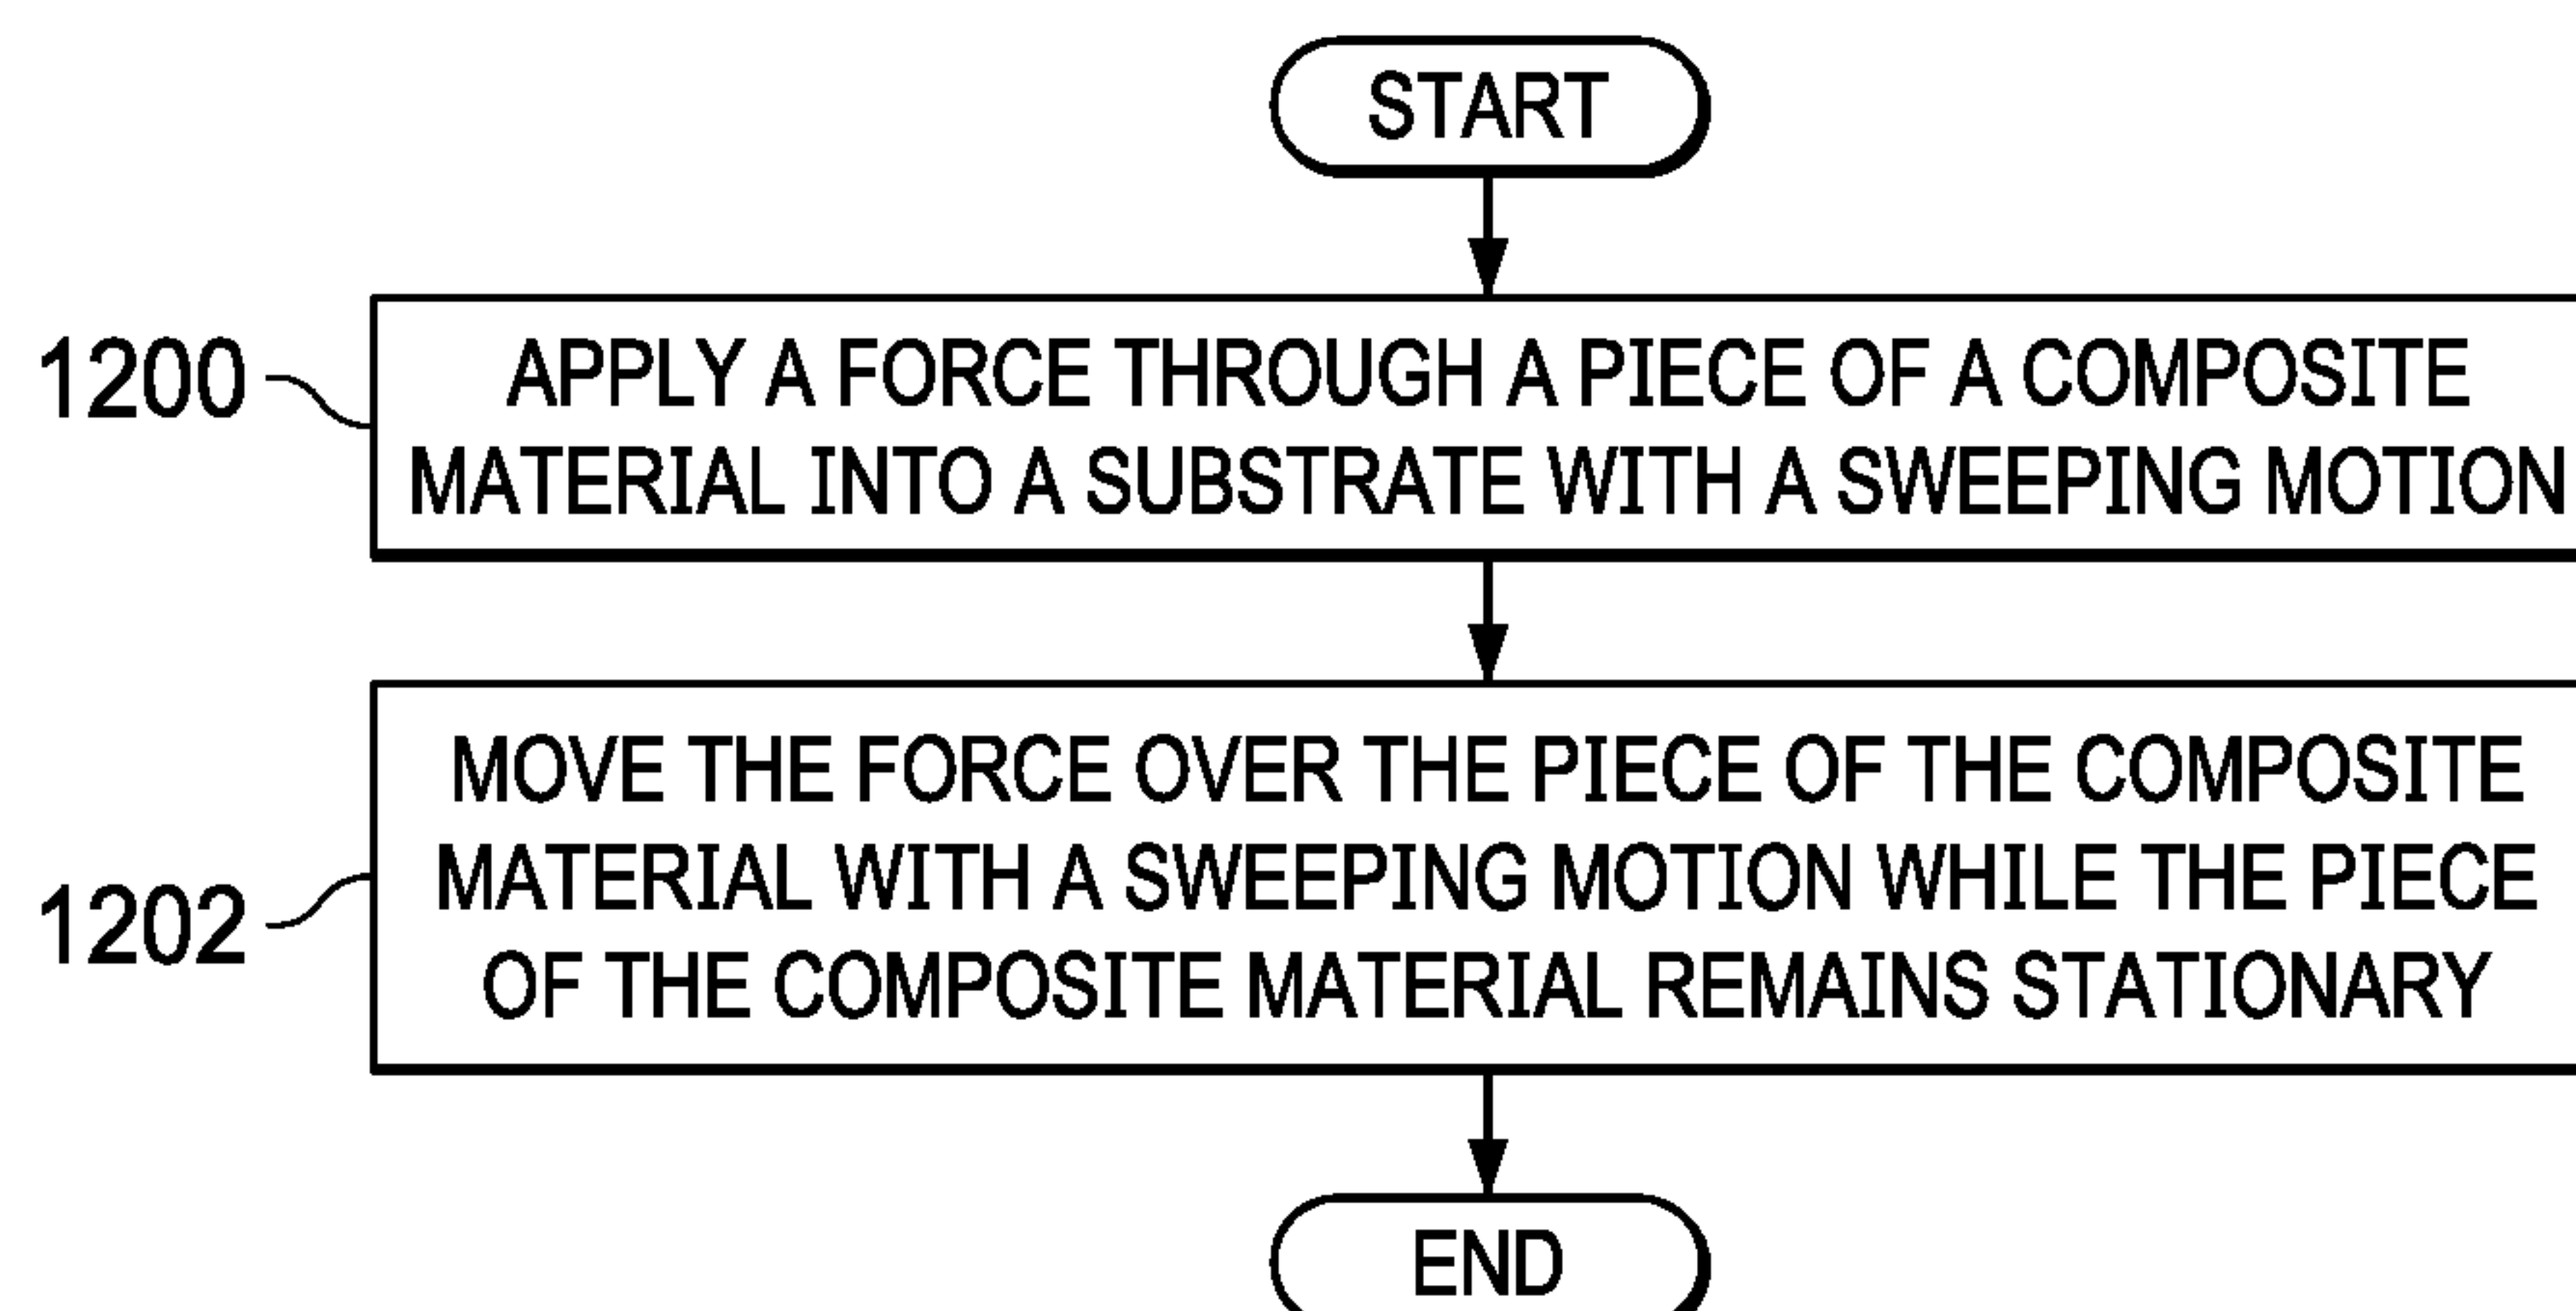 START
1200
APPLY A FORCE THROUGH A PIECE OF A COMPOSITE
MATERIAL INTO A SUBSTRATE WITH A SWEEPING MOTION
MOVE THE FORCE OVER THE PIECE OF THE COMPOSITE
MATERIAL WITH A SWEEPING MOTION WHILE THE PIECE
1202
OF THE COMPOSITE MATERIAL REMAINS STATIONARY
END